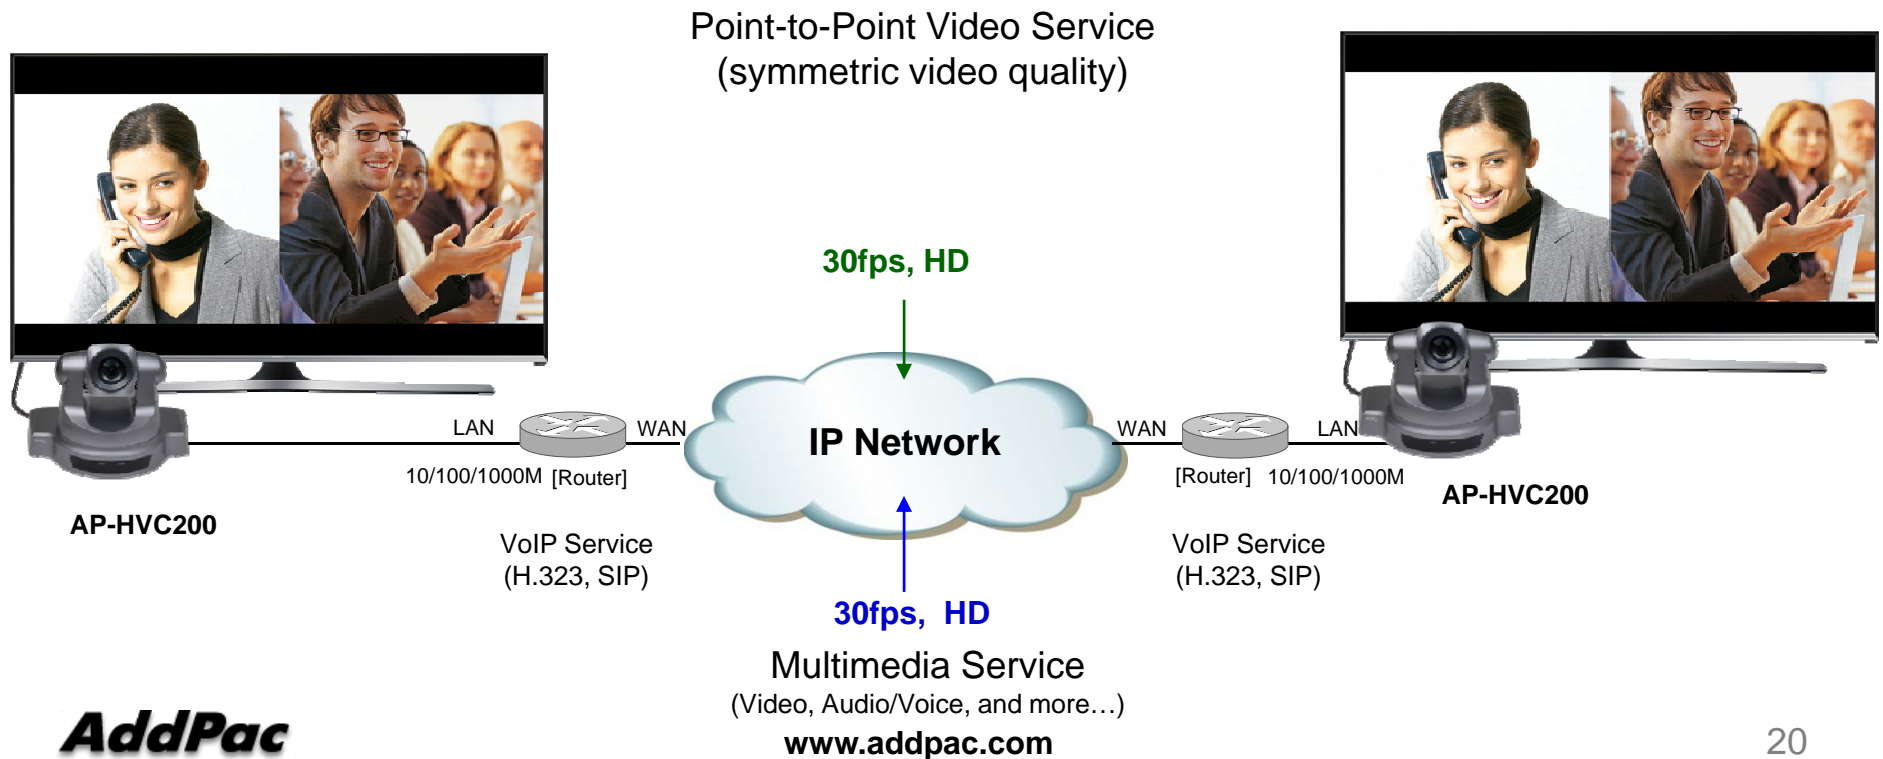 Point-to-Point Video Service
(symmetric video quality)
30fps, HD
LAN
WAN
IP Network
WAN
LAN
10/100/1000M
[Router]
[Router]
10/100/1000M
AP-HVC200
AP-HVC200
VoIP Service
(H.323, SIP)
VoIP Service
(H.323, SIP)
30fps, HD
Multimedia Service
(Video, Audio/Voice, and more…)
AddPac
www.addpac.com
20